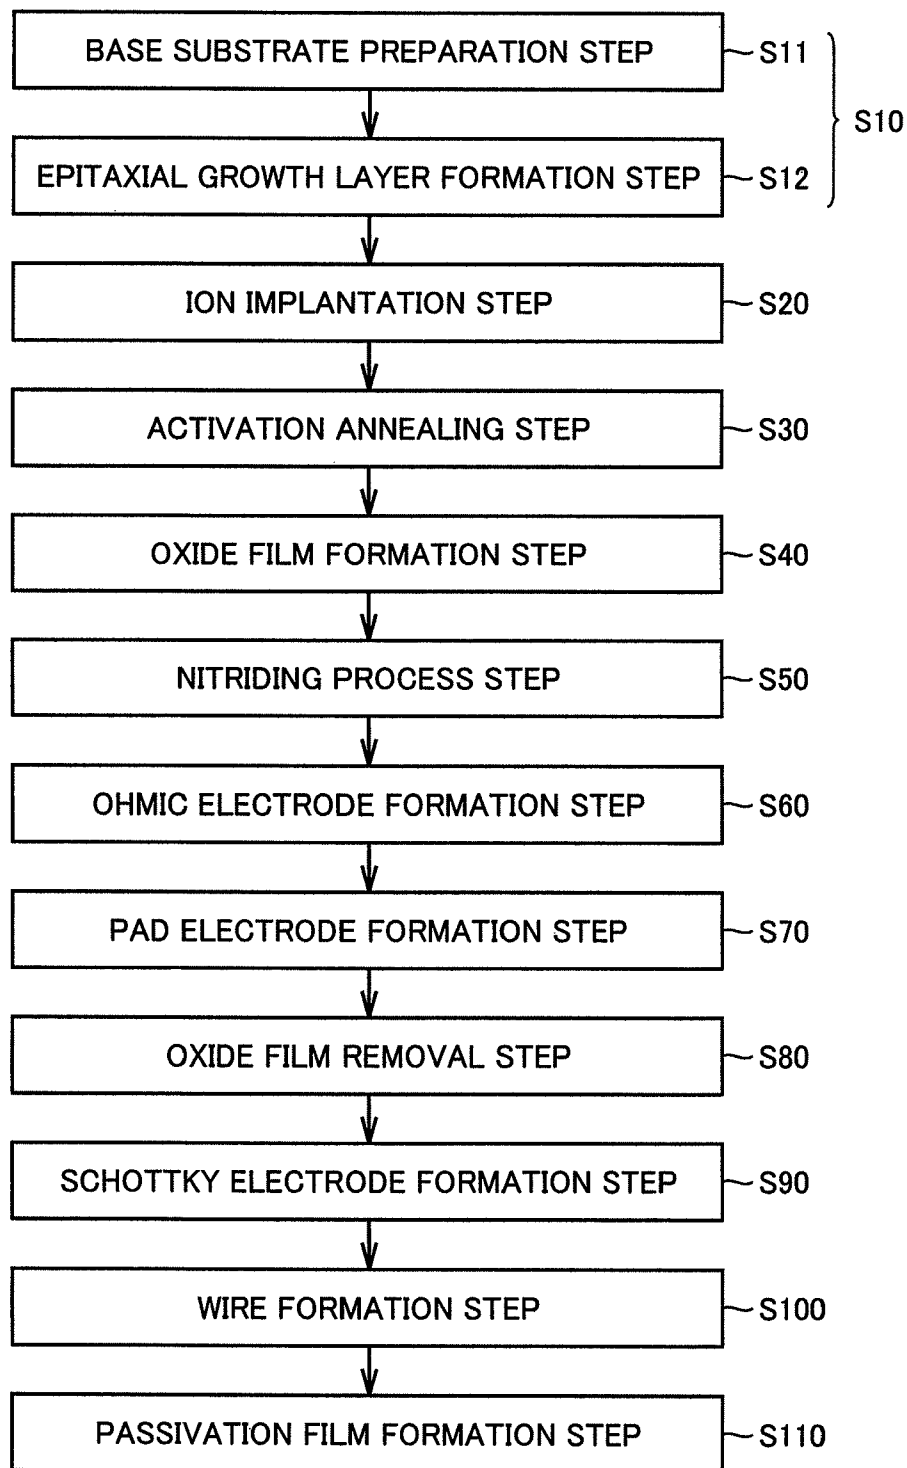 BASE SUBSTRATE PREPARATION STEP S11
S10
EPITAXIAL GROWTH LAYER FORMATION STEP S12
ION IMPLANTATION STEP S20
ACTIVATION ANNEALING STEP S30
OXIDE FILM FORMATION STEP S40
NITRIDING PROCESS STEP S50
OHMIC ELECTRODE FORMATION STEP S60
PAD ELECTRODE FORMATION STEP S70
OXIDE FILM REMOVAL STEP S80
SCHOTTKY ELECTRODE FORMATION STEP S90
WIRE FORMATION STEP S100
PASSIVATION FILM FORMATION STEP S110